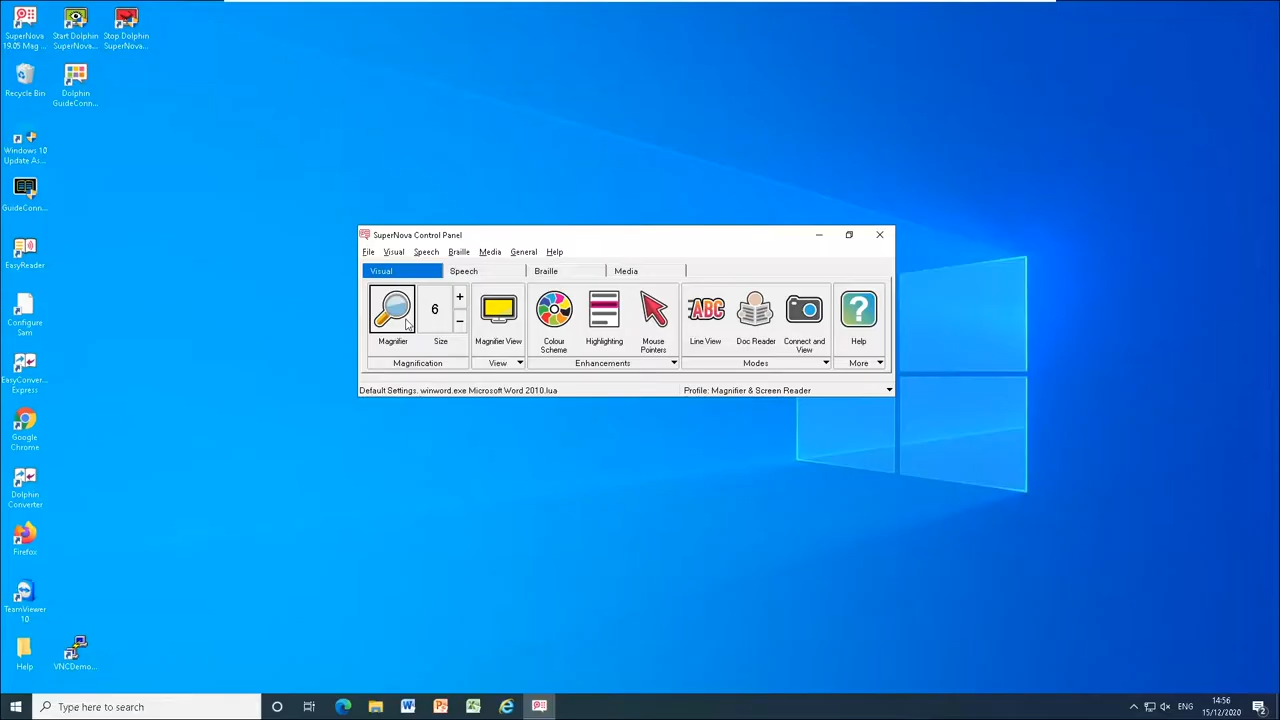 SuperNova
19.05 Mag ...
Start Dolphin
SuperNova...
Stop Dolphin
SuperNova...
Recycle Bin
Dolphin
GuideConn...
Windows 10
Update As...
GuideConn...
EasyReader
Configure
Sam
EasyConver...
Express
Google
Chrome
Dolphin
Converter
Firefox
TeamViewer
10
Help
VNCDemo...
SuperNova Control Panel
File Visual Speech Braille Media General Help
Visual Speech Braille Media
6 + −
ABC
?
Magnifier Size Magnifier View Colour Scheme Highlighting Mouse Pointers Line View Doc Reader Connect and View Help
Magnification View Enhancements Modes More
Default Settings. winword.exe Microsoft Word 2010.lua Profile: Magnifier & Screen Reader
Type here to search
ENG
14:56
15/12/2020
2